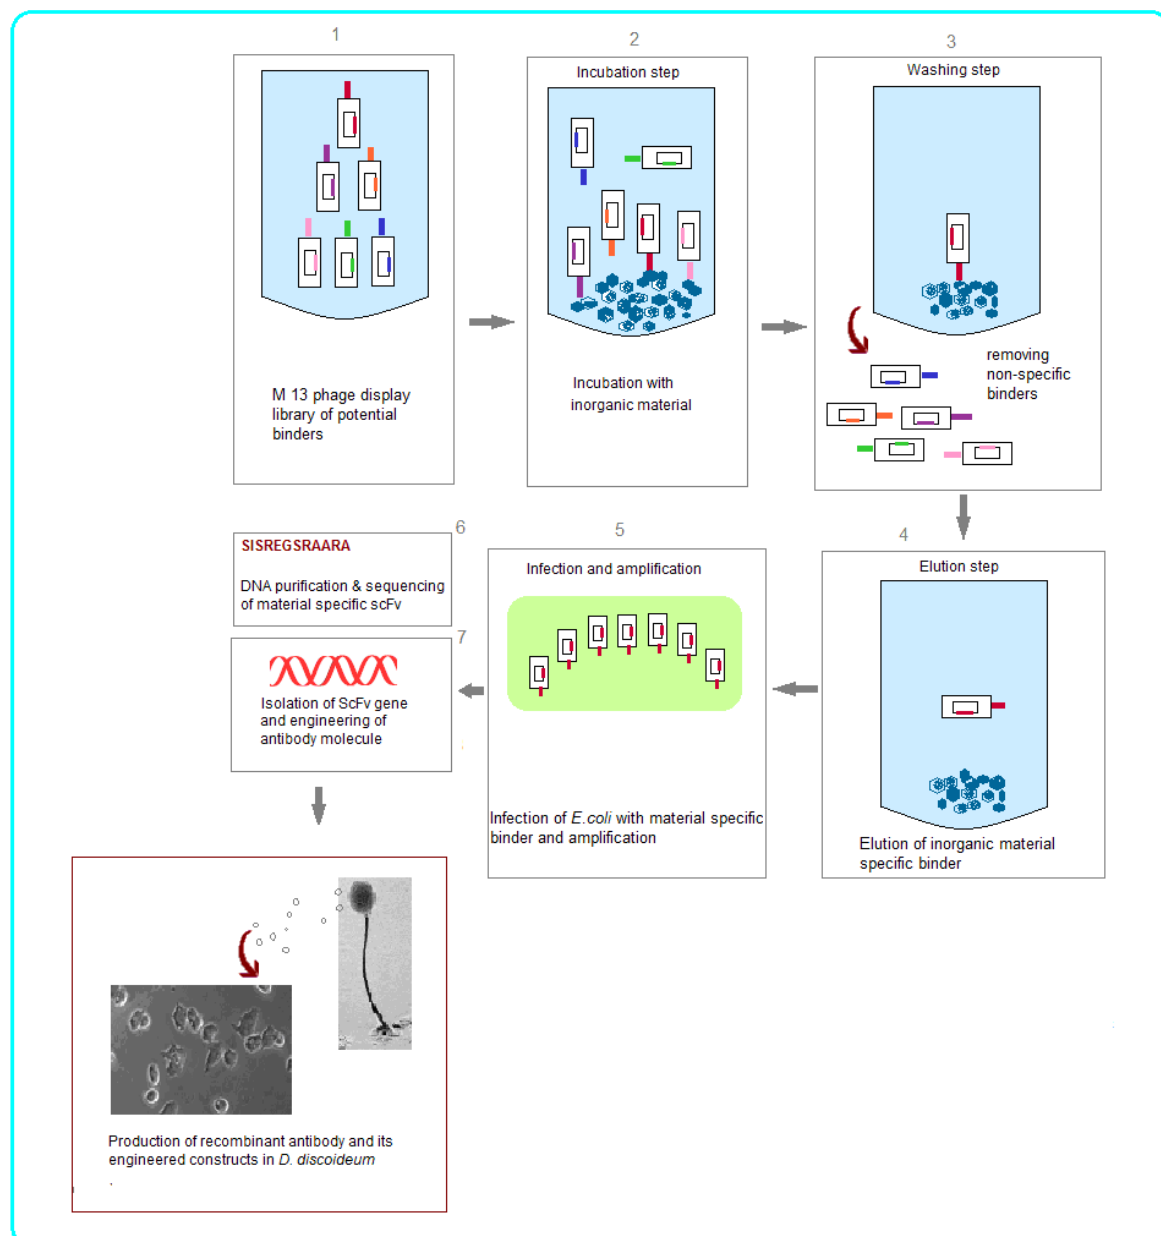 1
M 13 phage display
library of potential
binders
2
Incubation step
Incubation with
inorganic material
3
Washing step
removing
non-specific
binders
4
Elution step
Elution of inorganic material
specific binder
5
Infection and amplification
Infection of E.coli with material specific
binder and amplification
6
SISREGSRAARA
DNA purification & sequencing
of material specific scFv
7
Isolation of ScFv gene
and engineering of
antibody molecule
Production of recombinant antibody and its
engineered constructs in D. discoideum
.